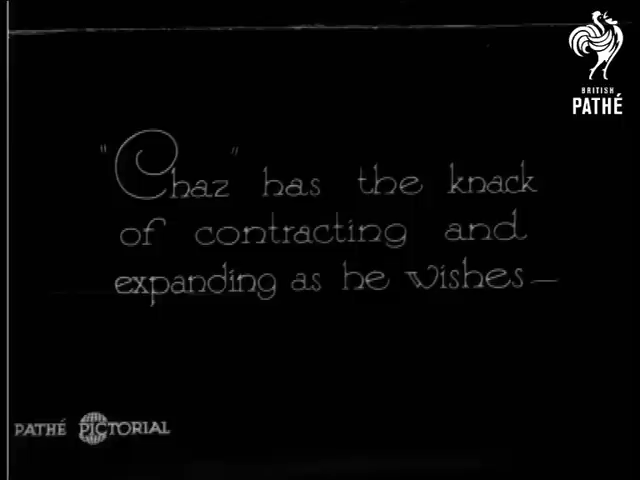 BRITISH
PATHÉ
"Chaz" has the knack
of contracting and
expanding as he wishes—
PATHÉ PICTORIAL